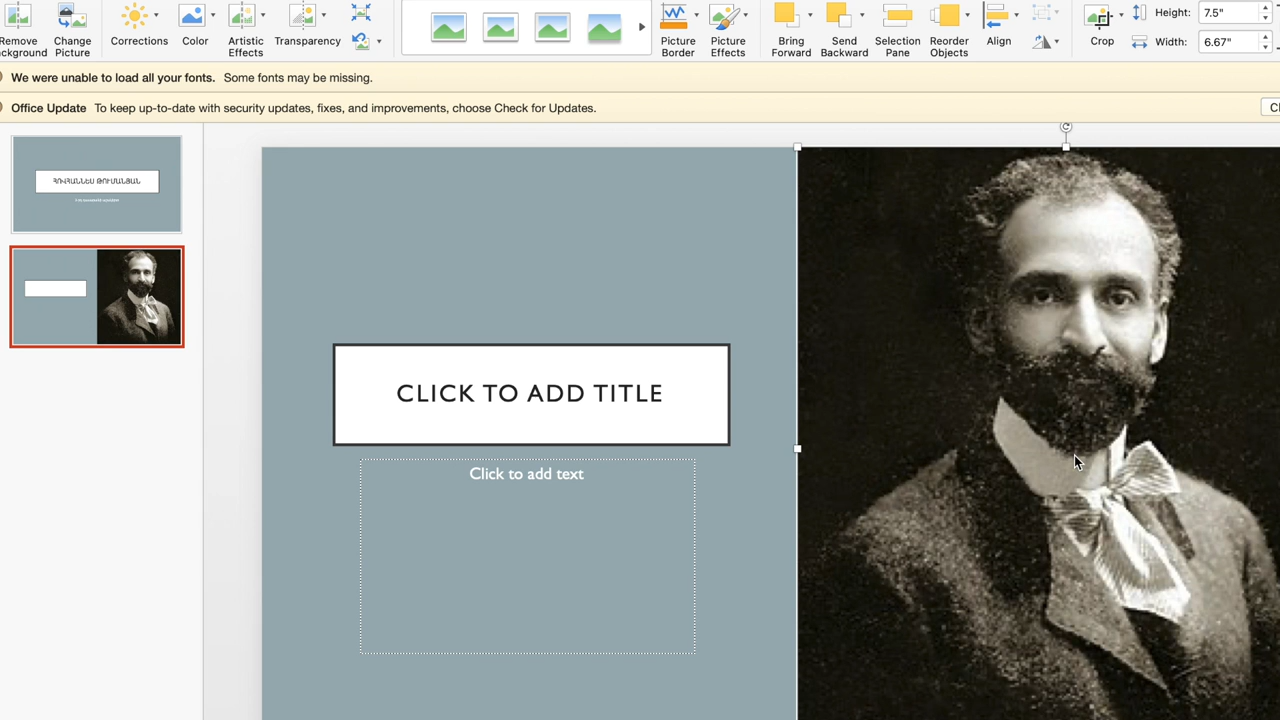 Remove
Background
Change
Picture
Corrections
Color
Artistic
Effects
Transparency
Picture
Border
Picture
Effects
Bring
Forward
Send
Backward
Selection
Pane
Reorder
Objects
Align
Crop
Height: 7.5"
Width: 6.67"
We were unable to load all your fonts. Some fonts may be missing.
Office Update To keep up-to-date with security updates, fixes, and improvements, choose Check for Updates.
ՀՈՎՀԱՆՆԵՍ ԹՈՒՄԱՆՅԱՆ
CLICK TO ADD TITLE
Click to add text